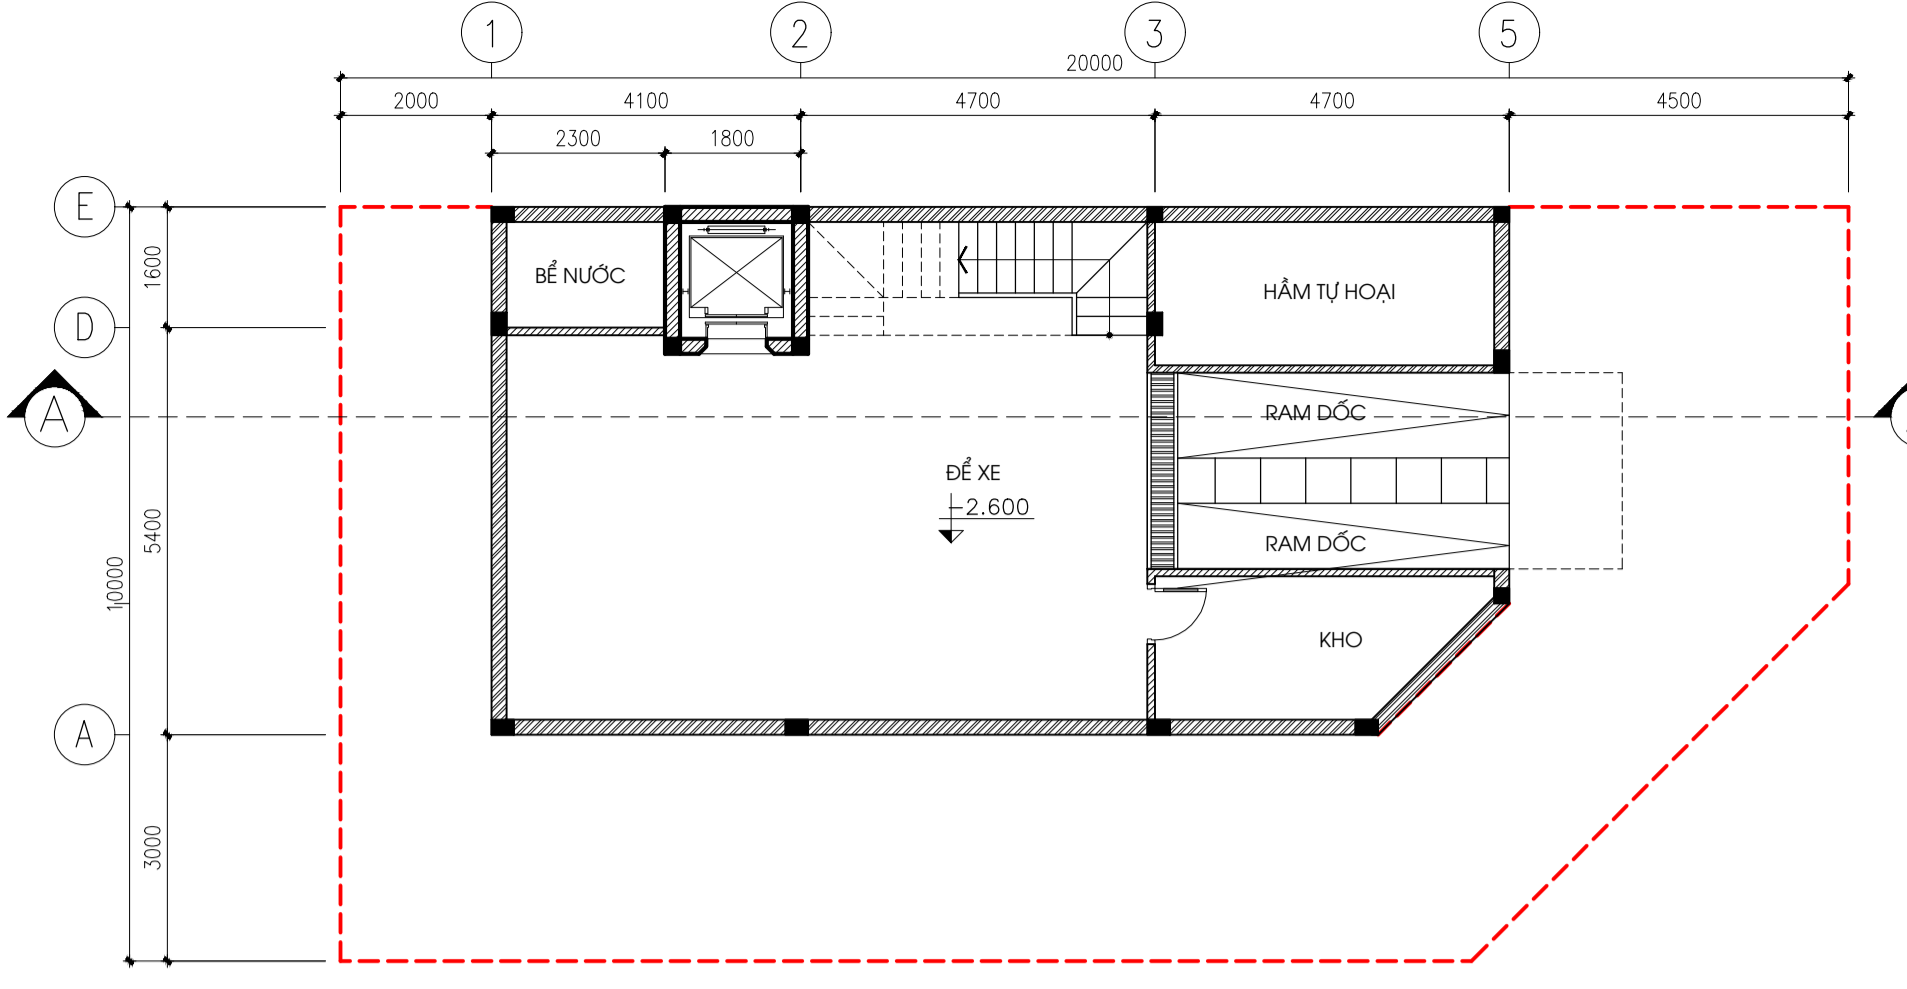 1 2 3 5
20000
2000 4100 4700 4700 4500
2300 1800
E
1600
BỂ NƯỚC
HẦM TỰ HOẠI
D
A
RAM DỐC
ĐỂ XE
-2.600
5400
10000
RAM DỐC
KHO
A
3000